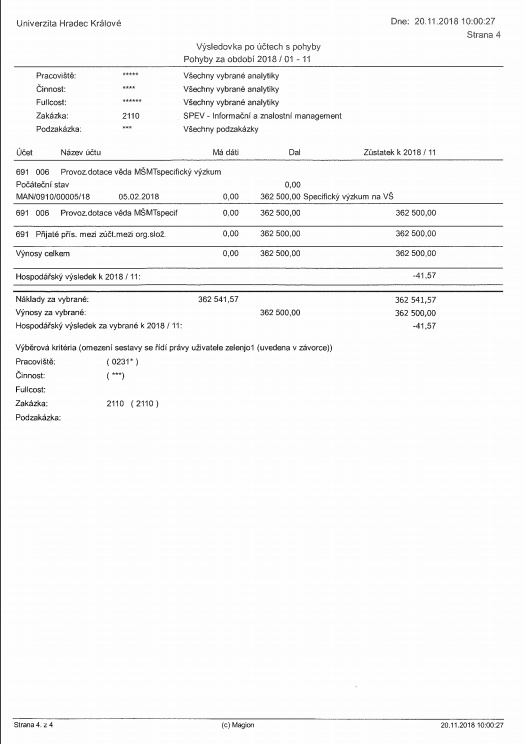 Univerzita Hradec Králové
Dne: 20.11.2018 10:00:27
Strana 4
Výsledovka po účtech s pohyby
Pohyby za období 2018 / 01 - 11
Pracoviště: ***** Všechny vybrané analytiky
Činnost: **** Všechny vybrané analytiky
Fullcost: ****** Všechny vybrané analytiky
Zakázka: 2110 SPEV - Informační a znalostní management
Podzakázka: *** Všechny podzakázky
Účet Název účtu Má dáti Dal Zůstatek k 2018 / 11
691 006 Provoz.dotace věda MŠMTspecifický výzkum
Počáteční stav 0,00
MAN/0910/00005/18 05.02.2018 0,00 362 500,00 Specifický výzkum na VŠ
691 006 Provoz.dotace věda MŠMTspecif 0,00 362 500,00 362 500,00
691 Přijaté přís. mezi zúčt.mezi org.slož. 0,00 362 500,00 362 500,00
Výnosy celkem 0,00 362 500,00 362 500,00
Hospodářský výsledek k 2018 / 11: -41,57
Náklady za vybrané: 362 541,57 362 541,57
Výnosy za vybrané: 362 500,00 362 500,00
Hospodářský výsledek za vybrané k 2018 / 11: -41,57
Výběrová kritéria (omezení sestavy se řídí právy uživatele zelenjo1 (uvedena v závorce))
Pracoviště: ( 0231* )
Činnost: ( ***)
Fullcost:
Zakázka: 2110 ( 2110 )
Podzakázka:
Strana 4. z 4 (c) Magion 20.11.2018 10:00:27